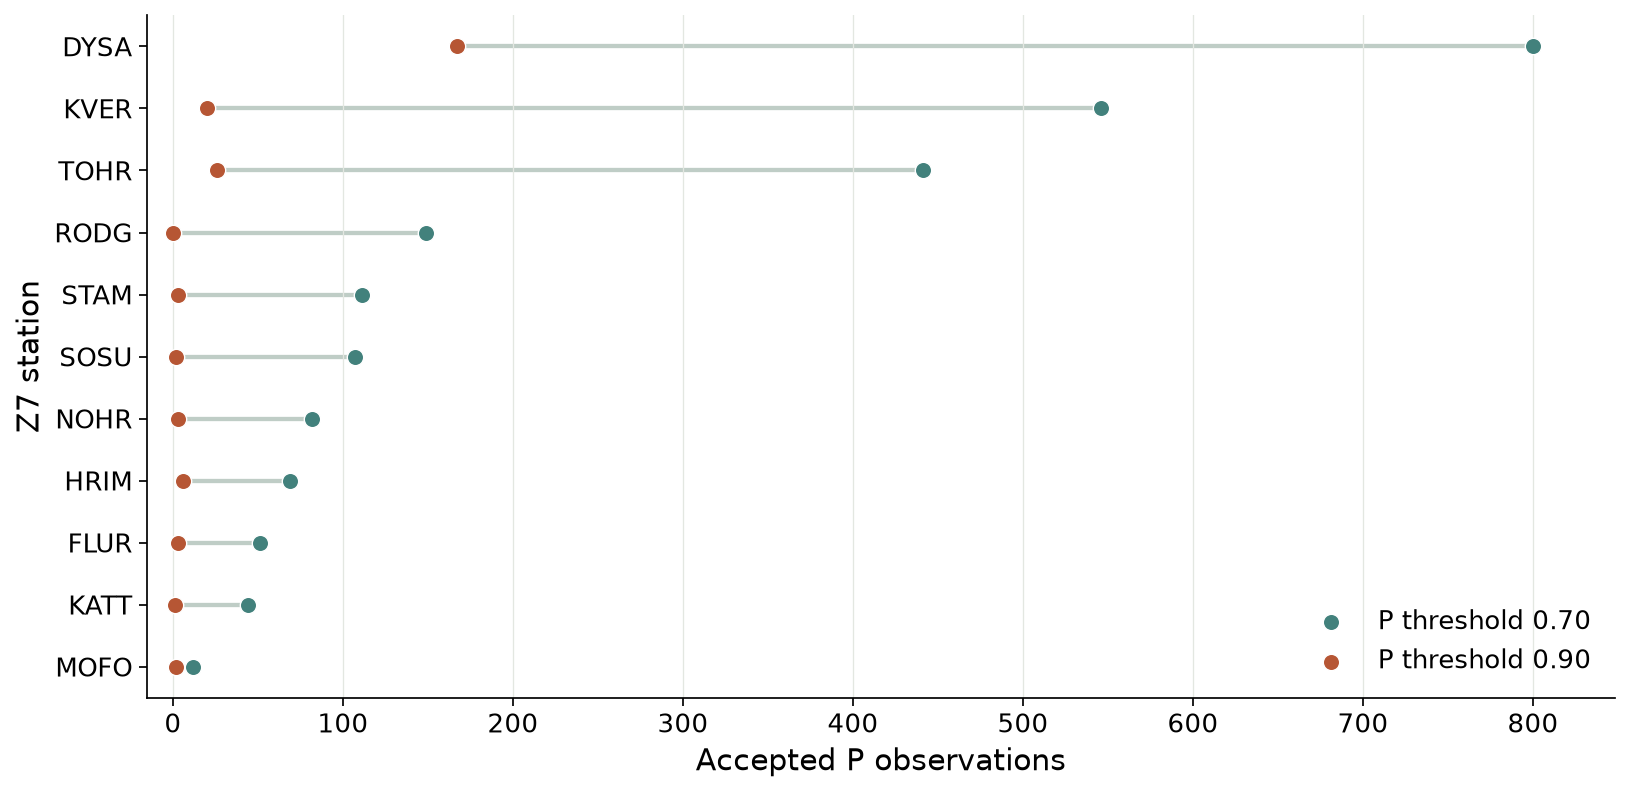 DYSA
KVER
TOHR
RODG
STAM
SOSU
NOHR
HRIM
FLUR
KATT
MOFO
Z7 station
P threshold 0.70
P threshold 0.90
0 100 200 300 400 500 600 700 800
Accepted P observations